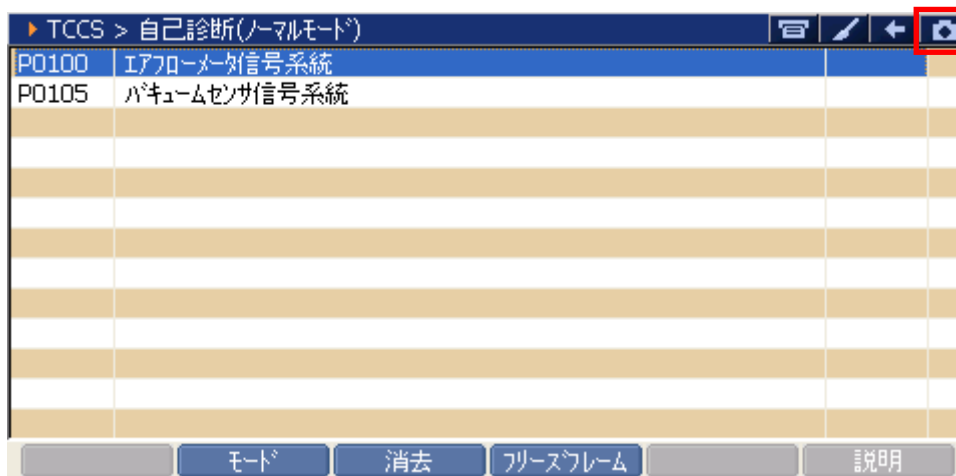 TCCS > 自己診断(ﾉｰﾏﾙﾓｰﾄﾞ)
P0100 ｴｱﾌﾛｰﾒｰﾀ信号系統
P0105 ﾊﾞｷｭｰﾑｾﾝｻ信号系統
ﾓｰﾄﾞ 消去 ﾌﾘｰｽﾞﾌﾚｰﾑ 説明